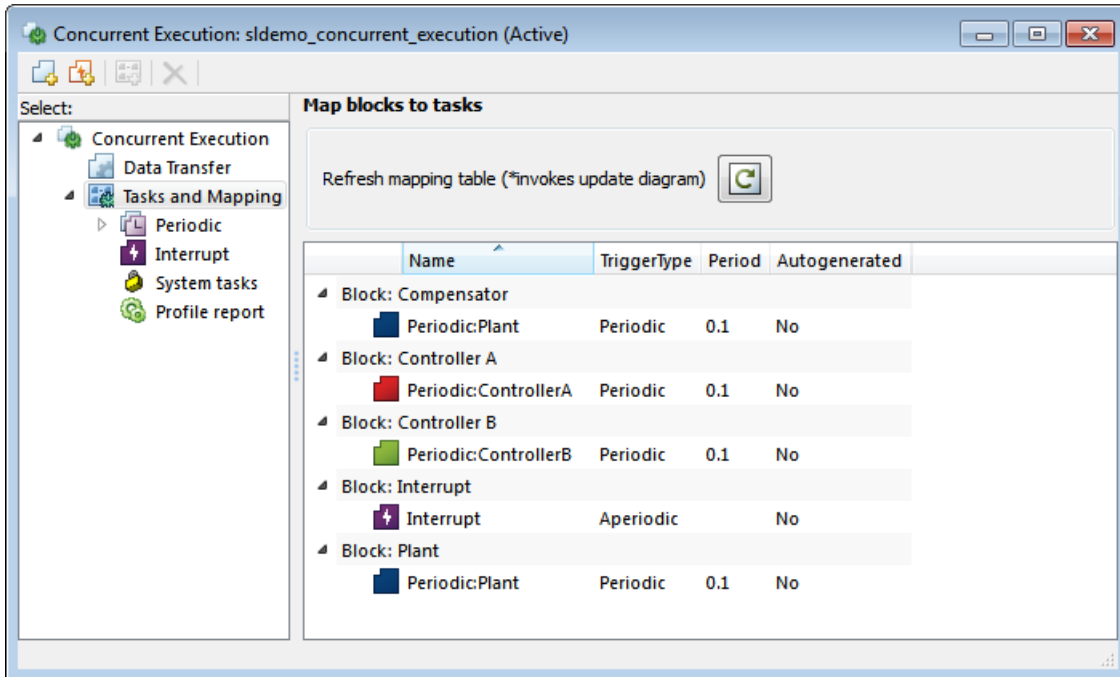 Concurrent Execution: sldemo_concurrent_execution (Active)
Select:
Concurrent Execution
Data Transfer
Tasks and Mapping
Periodic
Interrupt
System tasks
Profile report
Map blocks to tasks
Refresh mapping table (*invokes update diagram)
Name TriggerType Period Autogenerated
Block: Compensator
Periodic:Plant Periodic 0.1 No
Block: Controller A
Periodic:ControllerA Periodic 0.1 No
Block: Controller B
Periodic:ControllerB Periodic 0.1 No
Block: Interrupt
Interrupt Aperiodic No
Block: Plant
Periodic:Plant Periodic 0.1 No